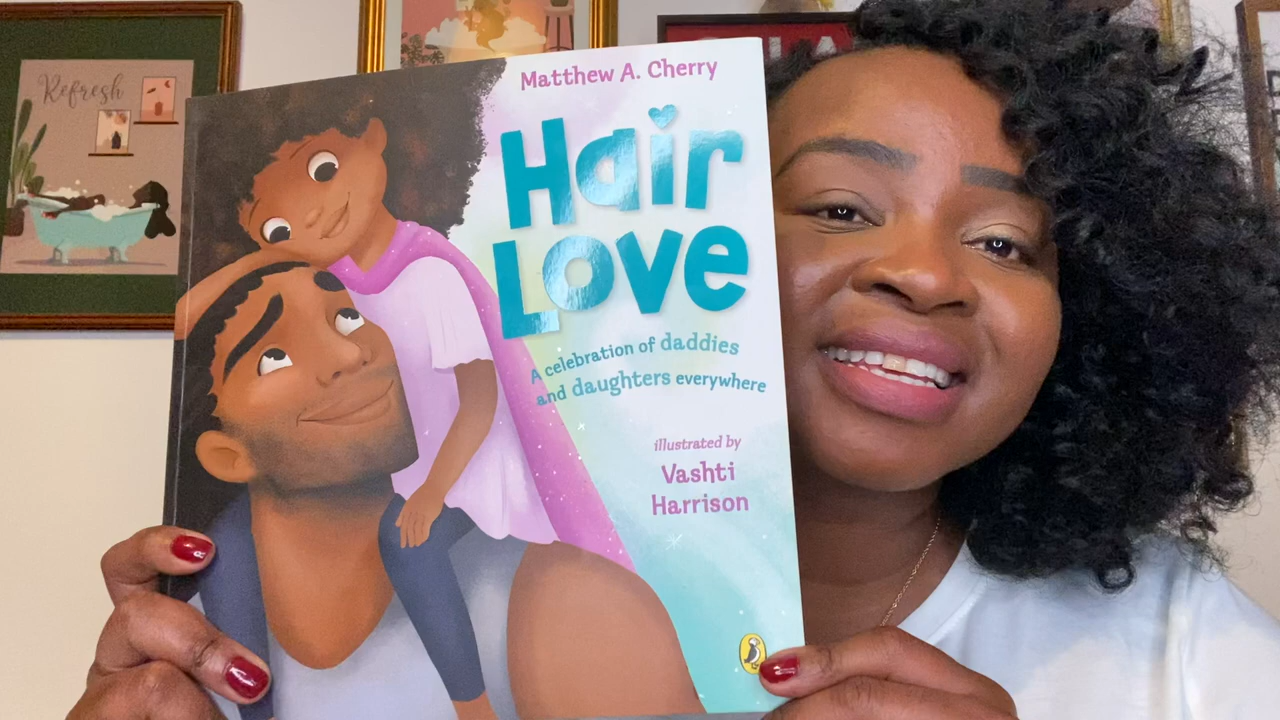 Refresh
Matthew A. Cherry
Hair
Love
A celebration of daddies
and daughters everywhere
illustrated by
Vashti
Harrison